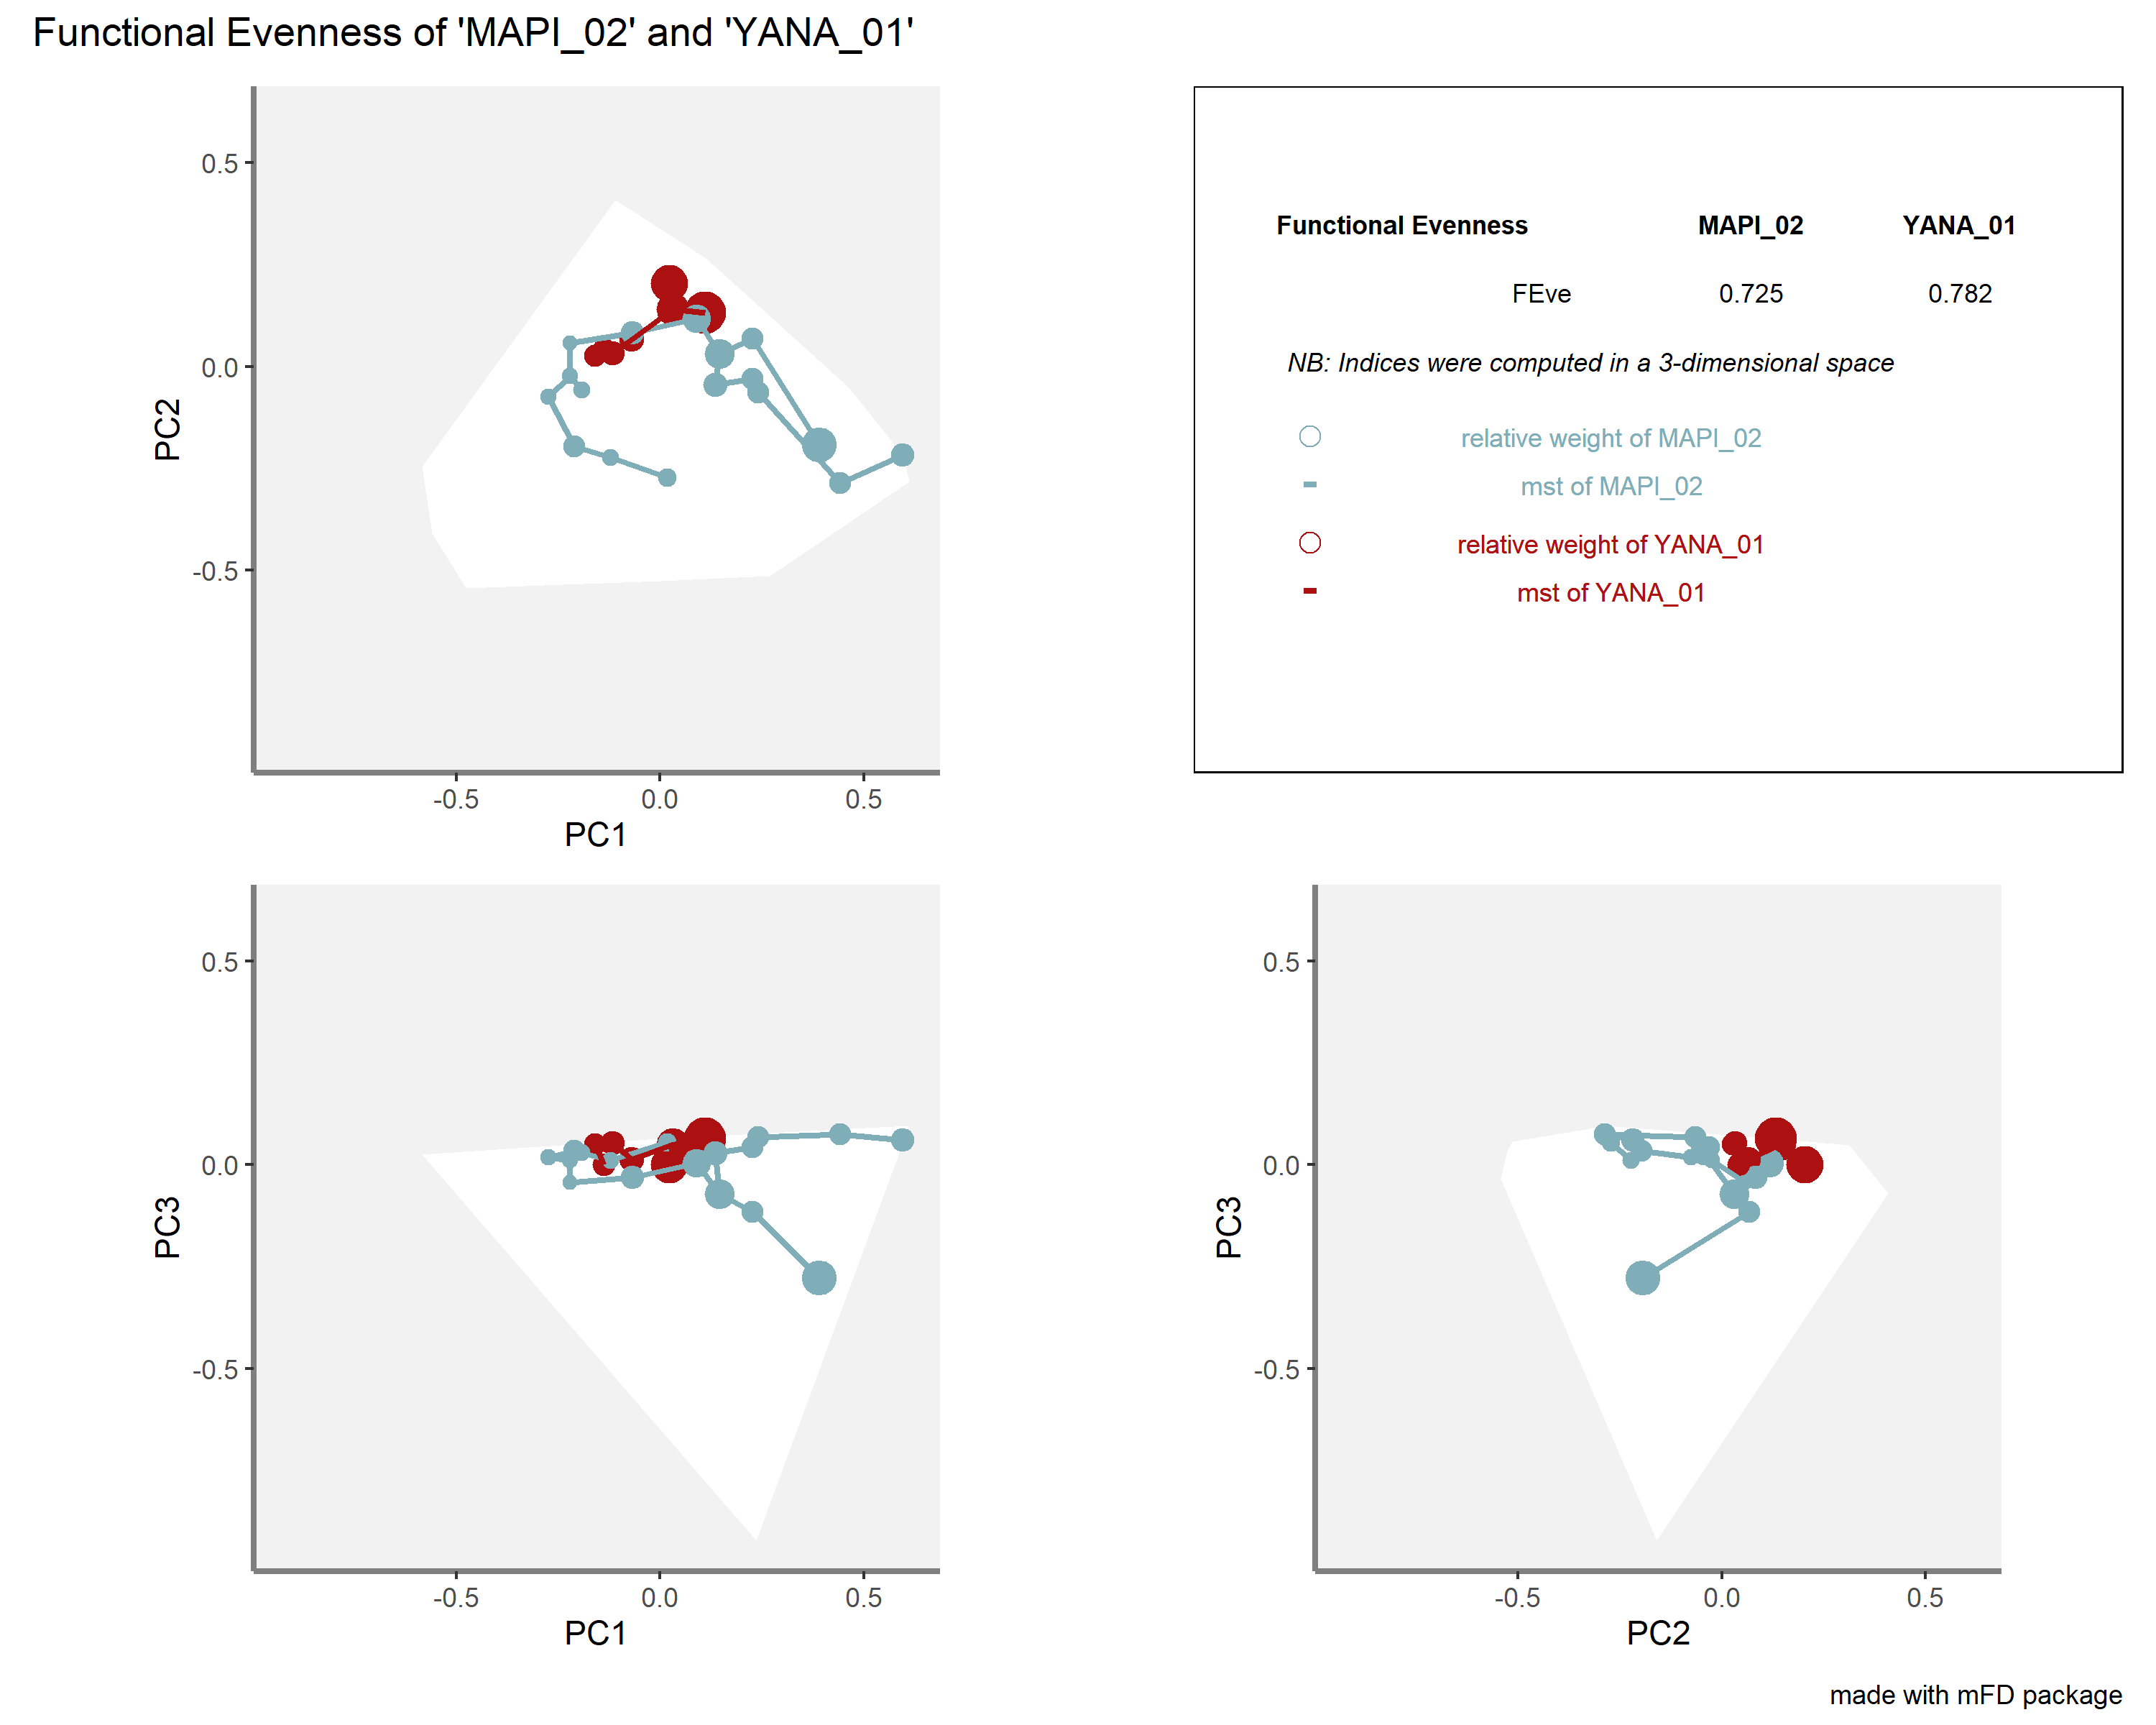 Functional Evenness of 'MAPI_02' and 'YANA_01'
0.5
0.0
-0.5
PC2
-0.5 0.0 0.5
PC1
Functional Evenness MAPI_02 YANA_01
FEve 0.725 0.782
NB: Indices were computed in a 3-dimensional space
relative weight of MAPI_02
mst of MAPI_02
relative weight of YANA_01
mst of YANA_01
0.5
0.0
-0.5
PC3
-0.5 0.0 0.5
PC1
0.5
0.0
-0.5
PC3
-0.5 0.0 0.5
PC2
made with mFD package